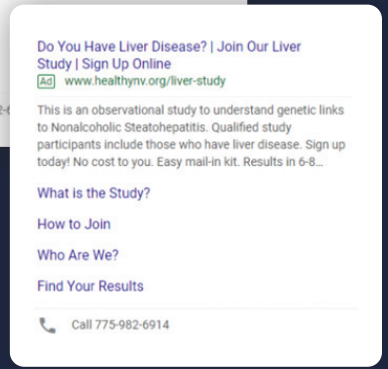 Do You Have Liver Disease? | Join Our Liver
Study | Sign Up Online
Ad www.healthynv.org/liver-study
This is an observational study to understand genetic links
to Nonalcoholic Steatohepatitis. Qualified study
participants include those who have liver disease. Sign up
today! No cost to you. Easy mail-in kit. Results in 6-8...
What is the Study?
How to Join
Who Are We?
Find Your Results
Call 775-982-6914